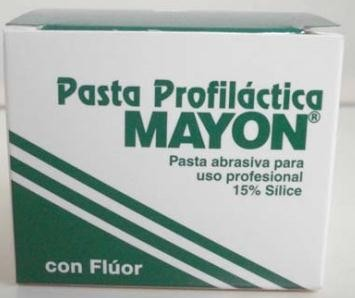 Pasta Profiláctica
MAYON®
Pasta abrasiva para
uso profesional
15% Sílice
con Flúor